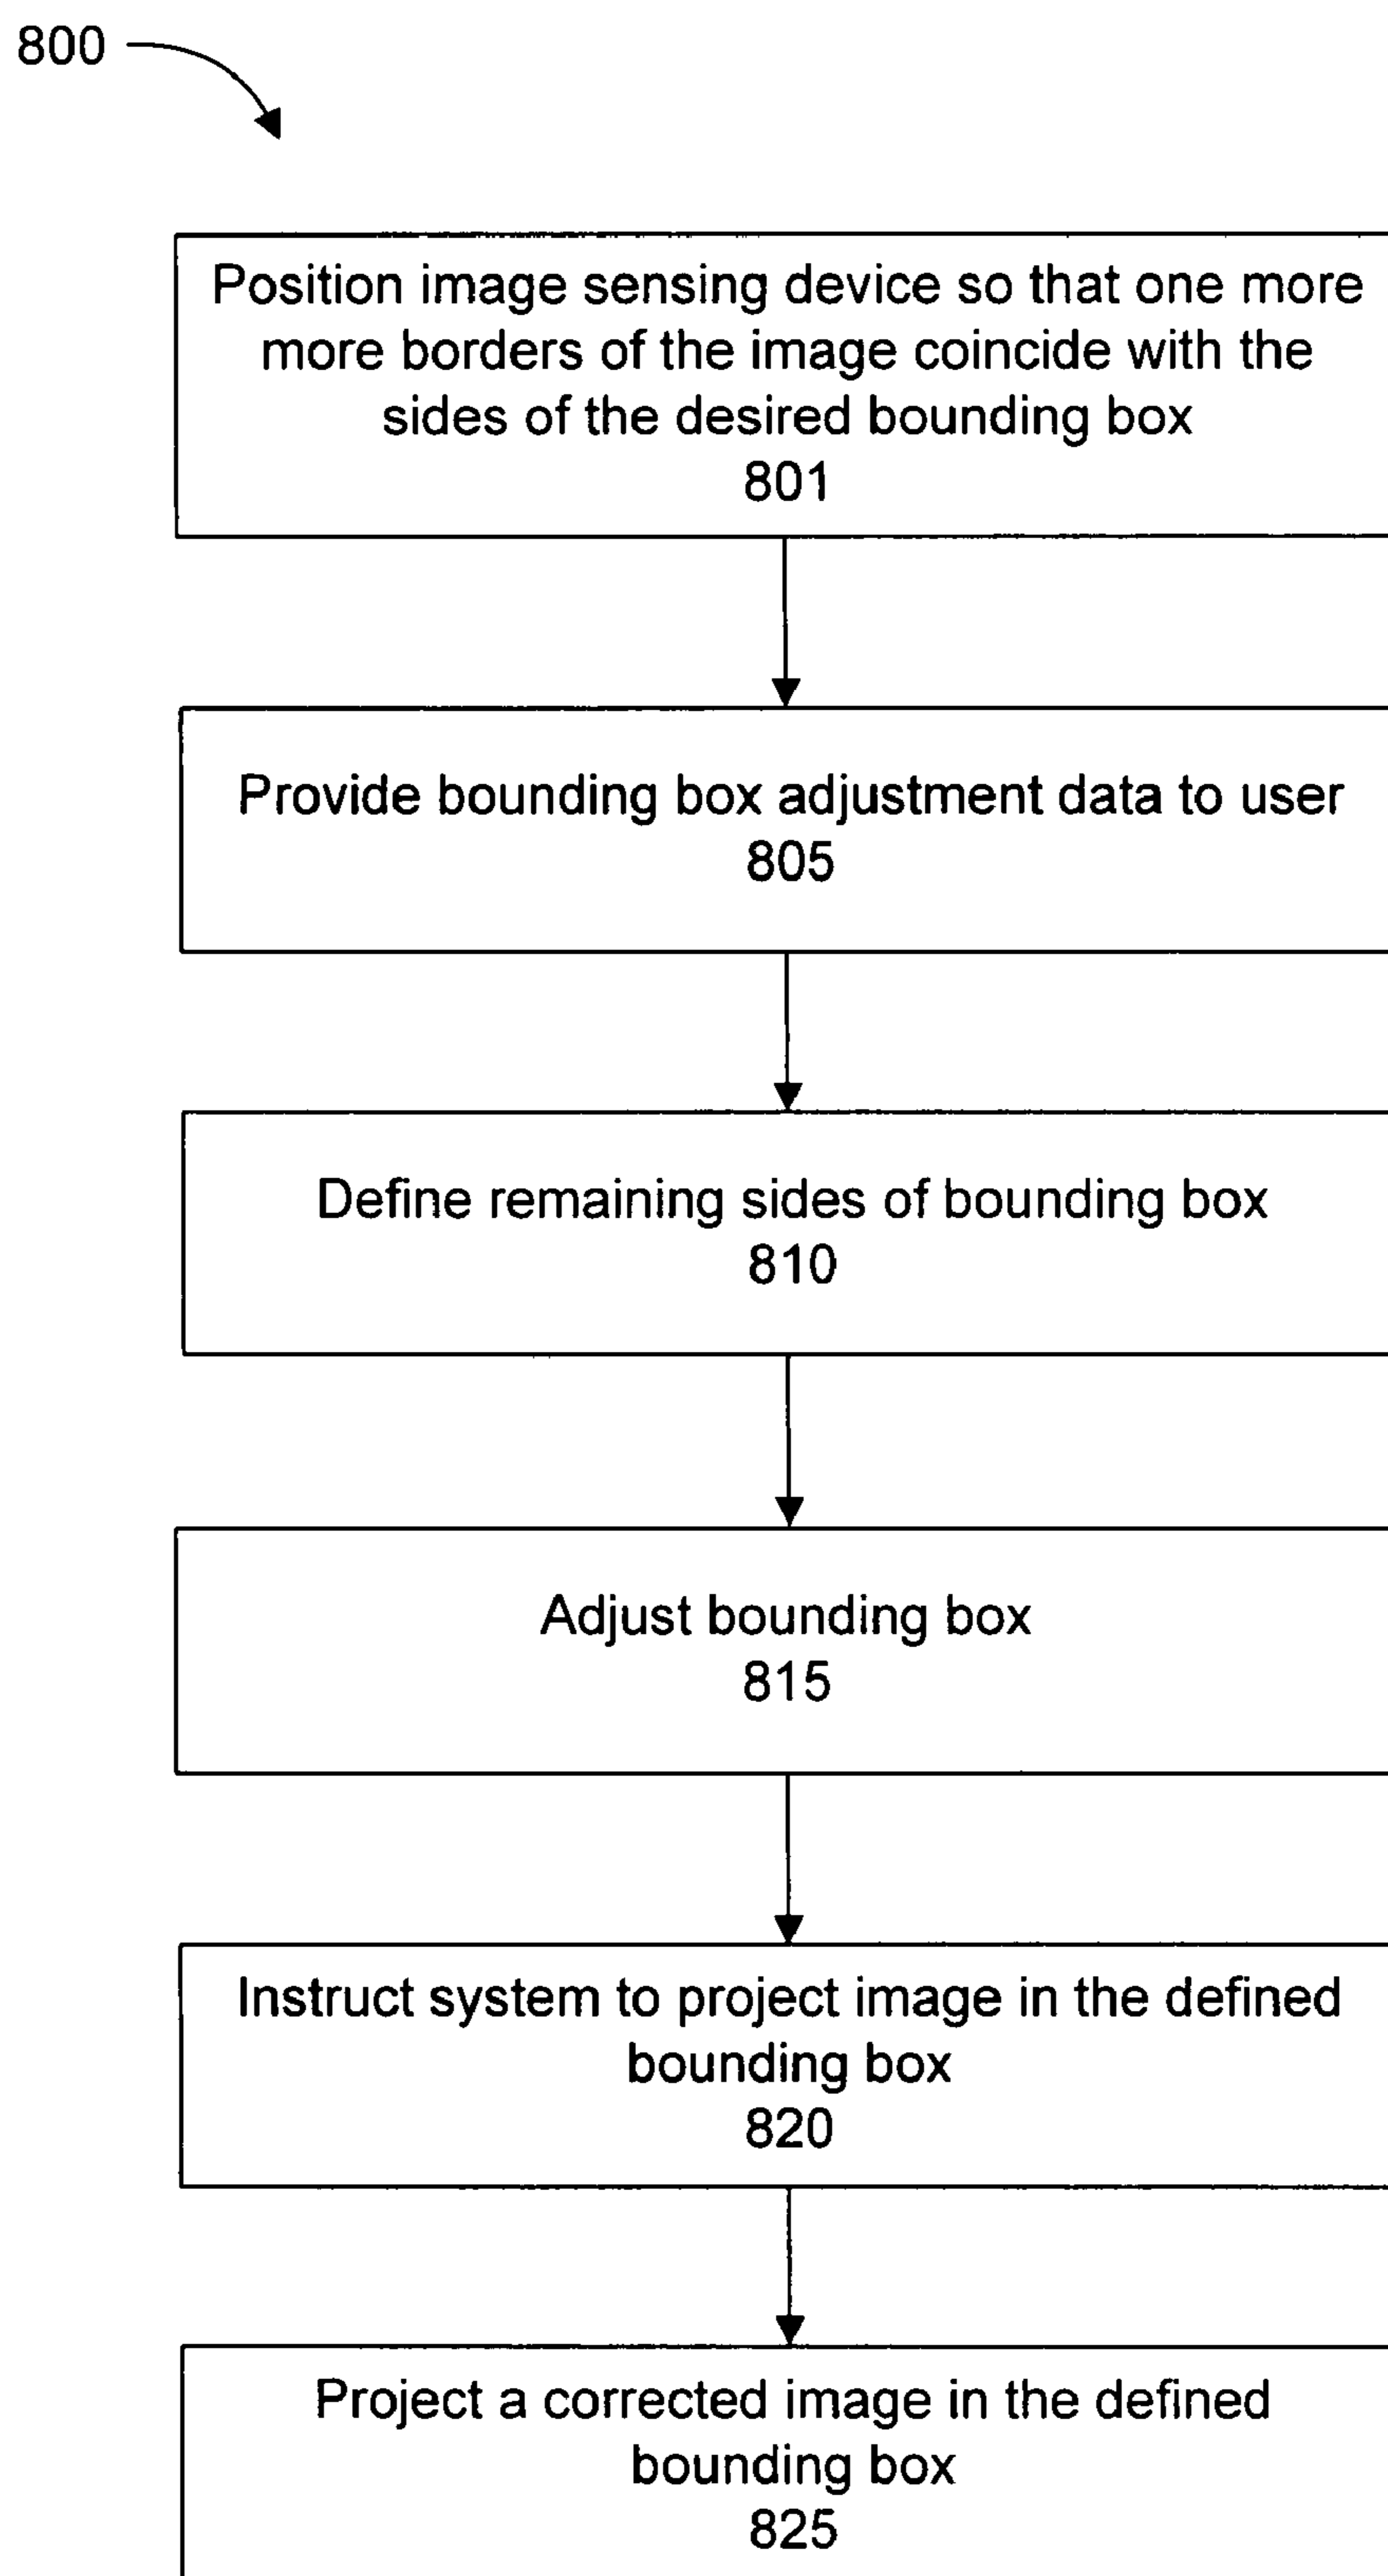 800
Position image sensing device so that one more
more borders of the image coincide with the
sides of the desired bounding box
801
Provide bounding box adjustment data to user
805
Define remaining sides of bounding box
810
Adjust bounding box
815
Instruct system to project image in the defined
bounding box
820
Project a corrected image in the defined
bounding box
825